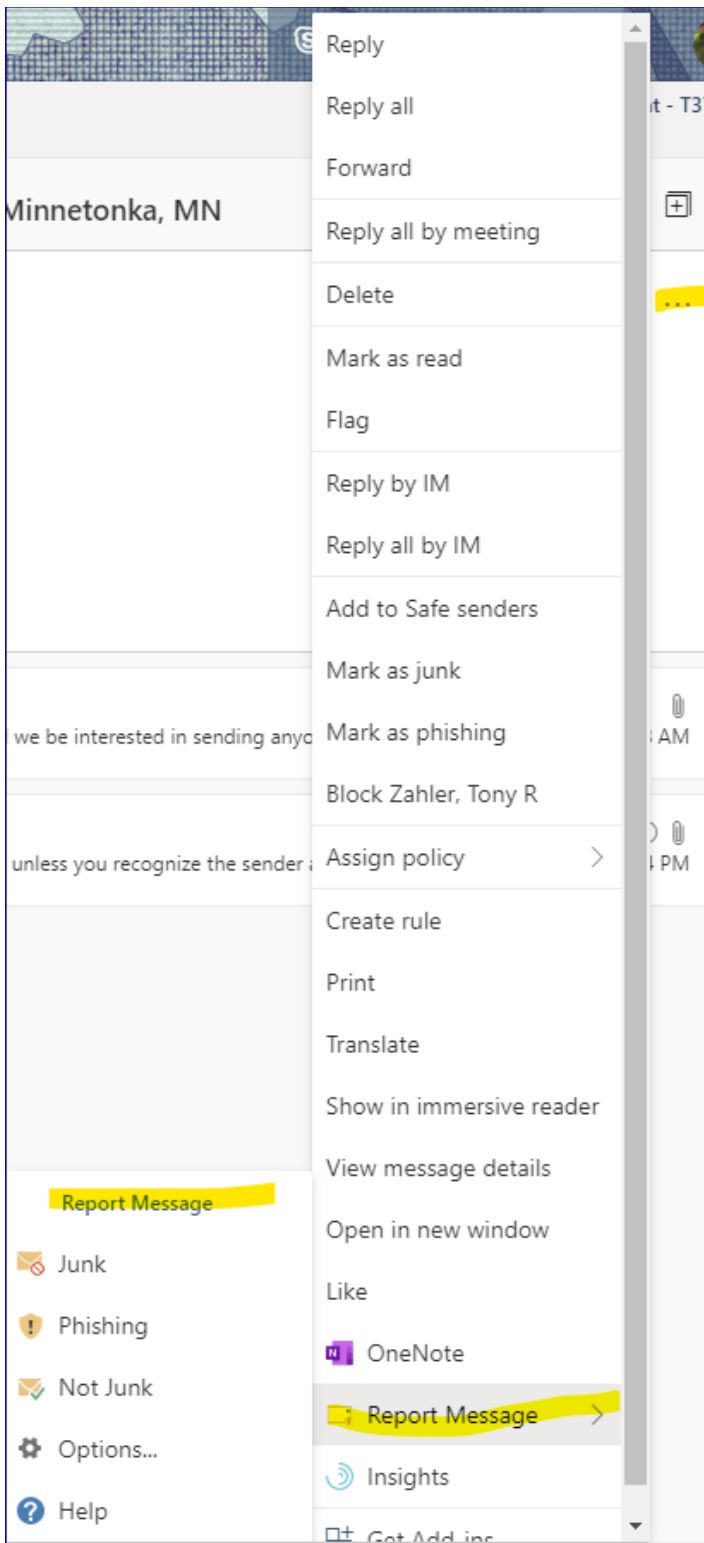 Reply
Reply all
t - T3
Forward
Minnetonka, MN
Reply all by meeting
Delete
...
Mark as read
Flag
Reply by IM
Reply all by IM
Add to Safe senders
Mark as junk
we be interested in sending anyo
Mark as phishing
AM
Block Zahler, Tony R
unless you recognize the sender
Assign policy
PM
Create rule
Print
Translate
Show in immersive reader
View message details
Report Message
Open in new window
Junk
Like
Phishing
OneNote
Not Junk
Report Message
Options...
Insights
Help
Get Add-ins